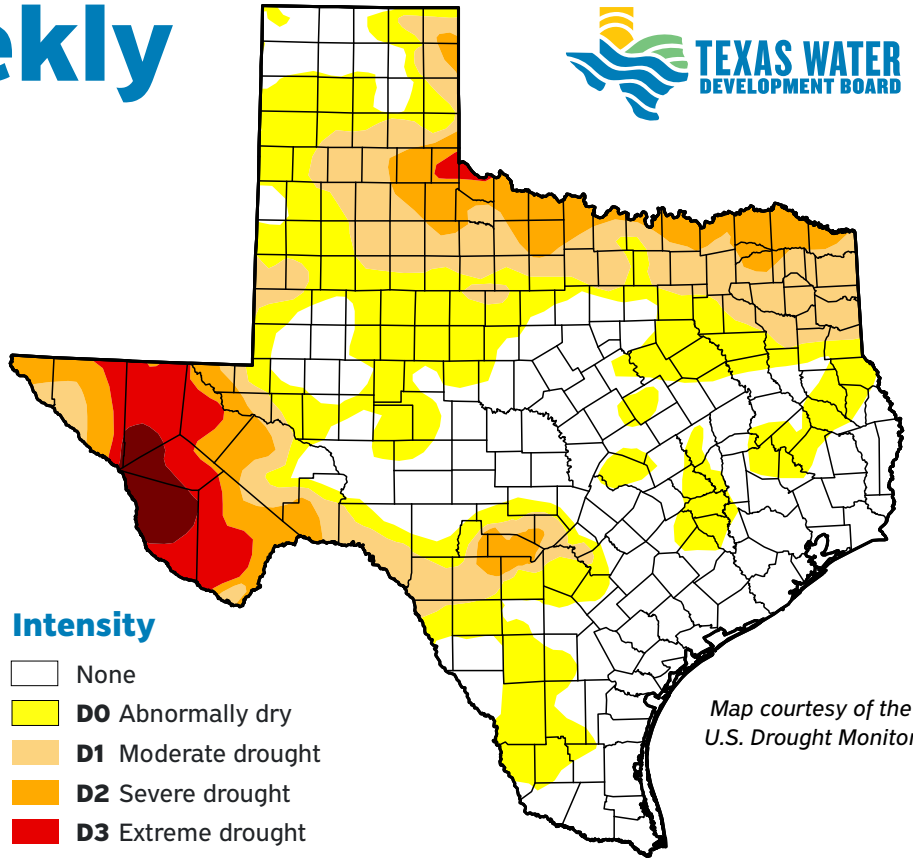 ekly
TEXAS WATER
DEVELOPMENT BOARD
Intensity
None
D0 Abnormally dry
D1 Moderate drought
D2 Severe drought
D3 Extreme drought
Map courtesy of the
U.S. Drought Monitor